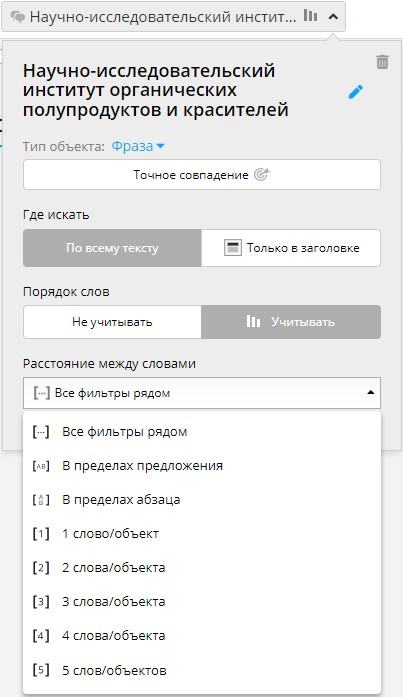 Научно-исследовательский инстит...
Научно-исследовательский
институт органических
полупродуктов и красителей
Тип объекта: Фраза
Точное совпадение
Где искать
По всему тексту Только в заголовке
Порядок слов
Не учитывать Учитывать
Расстояние между словами
[...] Все фильтры рядом
[...] Все фильтры рядом
[AB] В пределах предложения
[AB] В пределах абзаца
[1] 1 слово/объект
[2] 2 слова/объекта
[3] 3 слова/объекта
[4] 4 слова/объекта
[5] 5 слов/объектов